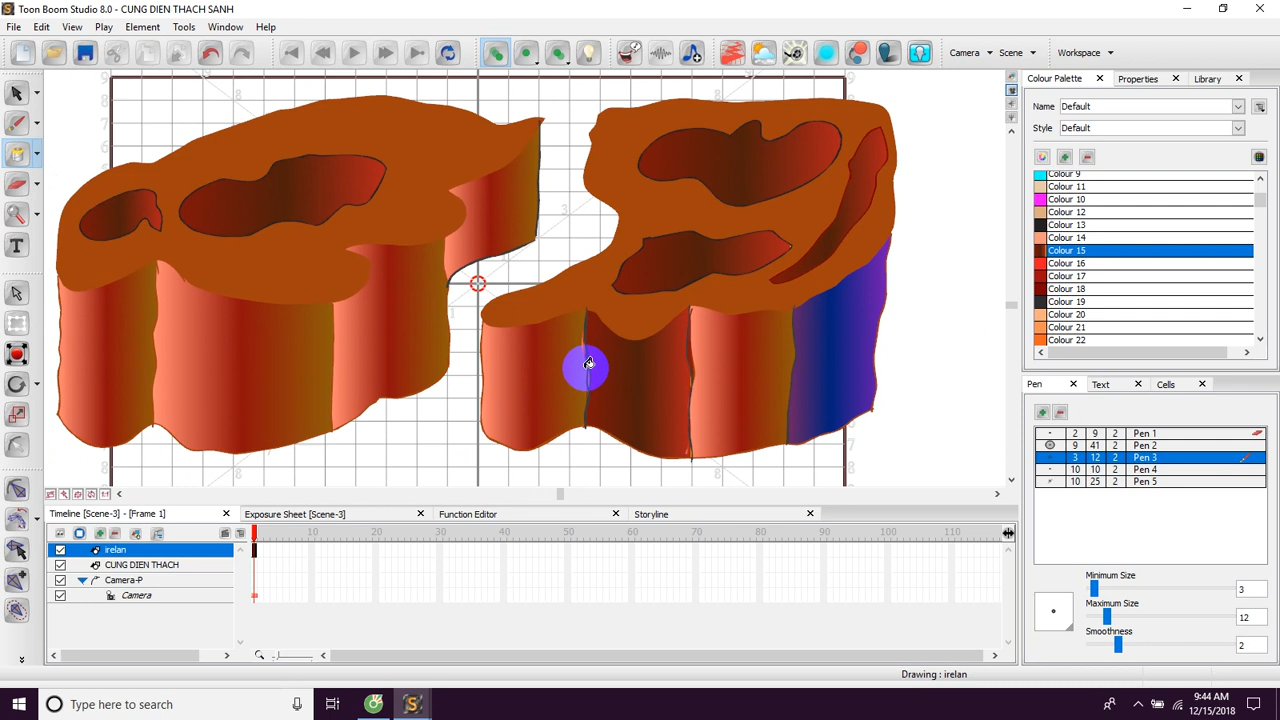 Toon Boom Studio 8.0 - CUNG DIEN THACH SANH
File Edit View Play Element Tools Window Help
Camera Scene Workspace
Colour Palette Properties Library
Name Default
Style Default
Colour 9
Colour 11
Colour 10
Colour 12
Colour 13
Colour 14
Colour 15
Colour 16
Colour 17
Colour 18
Colour 19
Colour 20
Colour 21
Colour 22
Pen Text Cells
2 9 2 Pen 1
9 41 2 Pen 2
3 12 2 Pen 3
10 10 2 Pen 4
10 25 2 Pen 5
Minimum Size
3
Maximum Size
12
Smoothness
2
Timeline [Scene-3] - [Frame 1] Exposure Sheet [Scene-3] Function Editor Storyline
10 20 30 40 50 60 70 80 90 100 110
irelan
CUNG DIEN THACH
Camera-P
Camera
Drawing : irelan
Type here to search
9:44 AM
12/15/2018